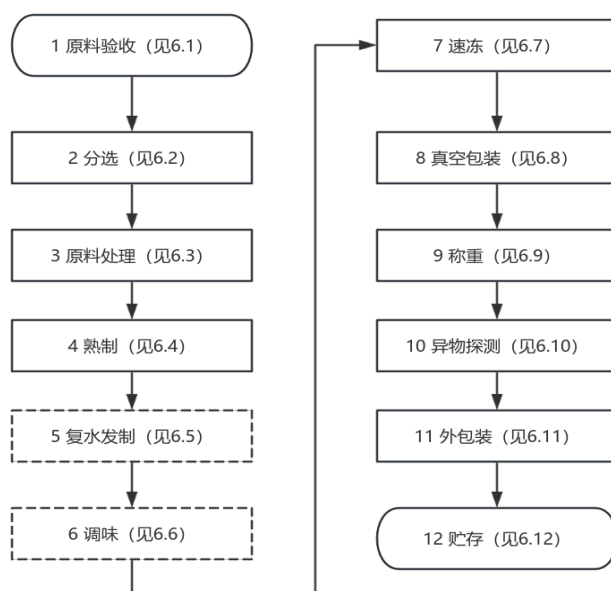 1 原料验收（见6.1）
2 分选（见6.2）
3 原料处理（见6.3）
4 熟制（见6.4）
5 复水发制（见6.5）
6 调味（见6.6）
7 速冻（见6.7）
8 真空包装（见6.8）
9 称重（见6.9）
10 异物探测（见6.10）
11 外包装（见6.11）
12 贮存（见6.12）